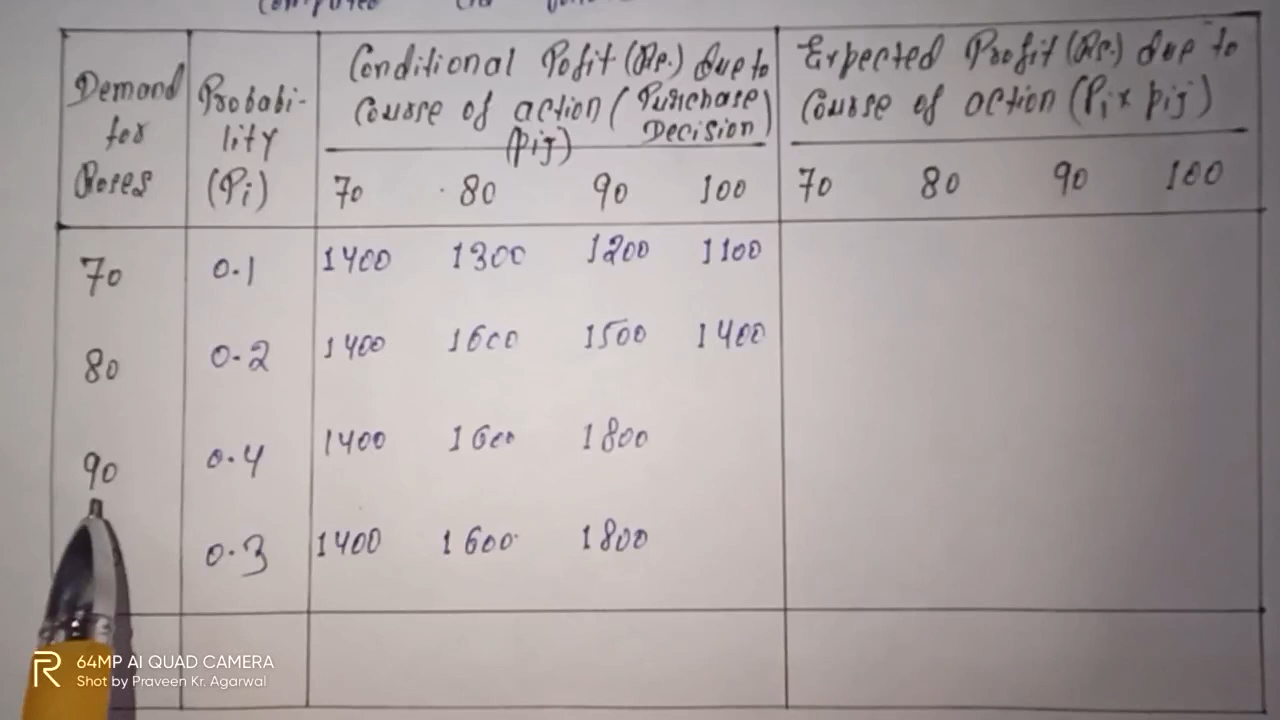 Demand for Roses
Probabi-lity (Pi)
Conditional Pofit (Rs.) due to
Course of action (Purchase Decision)
(pij)
70 80 90 100
Expected Profit (Rs.) due to
Course of action (Pi x pij)
70 80 90 100
70 0.1 1400 1300 1200 1100
80 0.2 1400 1600 1500 1400
90 0.4 1400 1600 1800
0.3 1400 1600 1800
R 64MP AI QUAD CAMERA
Shot by Praveen Kr. Agarwal